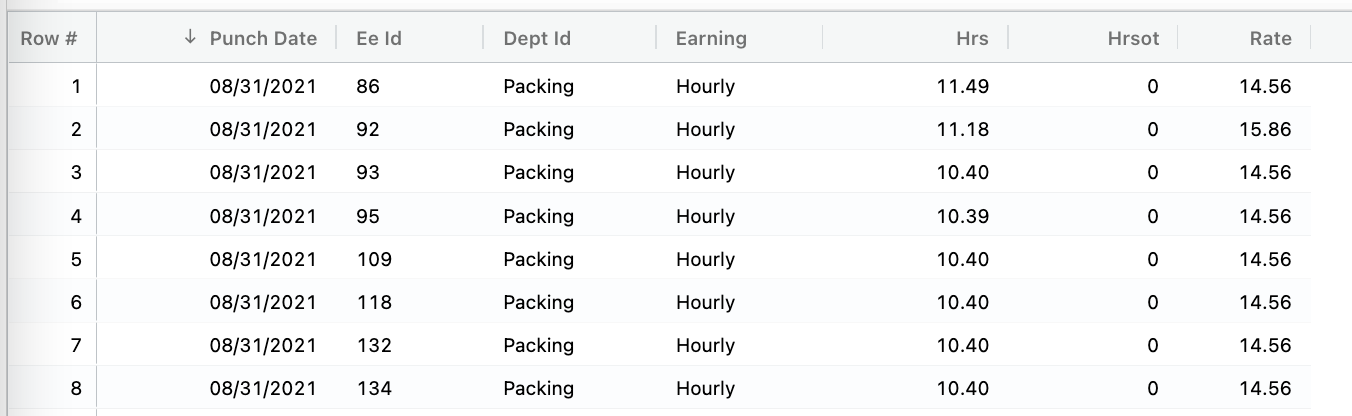 Row # ↓ Punch Date Ee Id Dept Id Earning Hrs Hrsot Rate
1 08/31/2021 86 Packing Hourly 11.49 0 14.56
2 08/31/2021 92 Packing Hourly 11.18 0 15.86
3 08/31/2021 93 Packing Hourly 10.40 0 14.56
4 08/31/2021 95 Packing Hourly 10.39 0 14.56
5 08/31/2021 109 Packing Hourly 10.40 0 14.56
6 08/31/2021 118 Packing Hourly 10.40 0 14.56
7 08/31/2021 132 Packing Hourly 10.40 0 14.56
8 08/31/2021 134 Packing Hourly 10.40 0 14.56